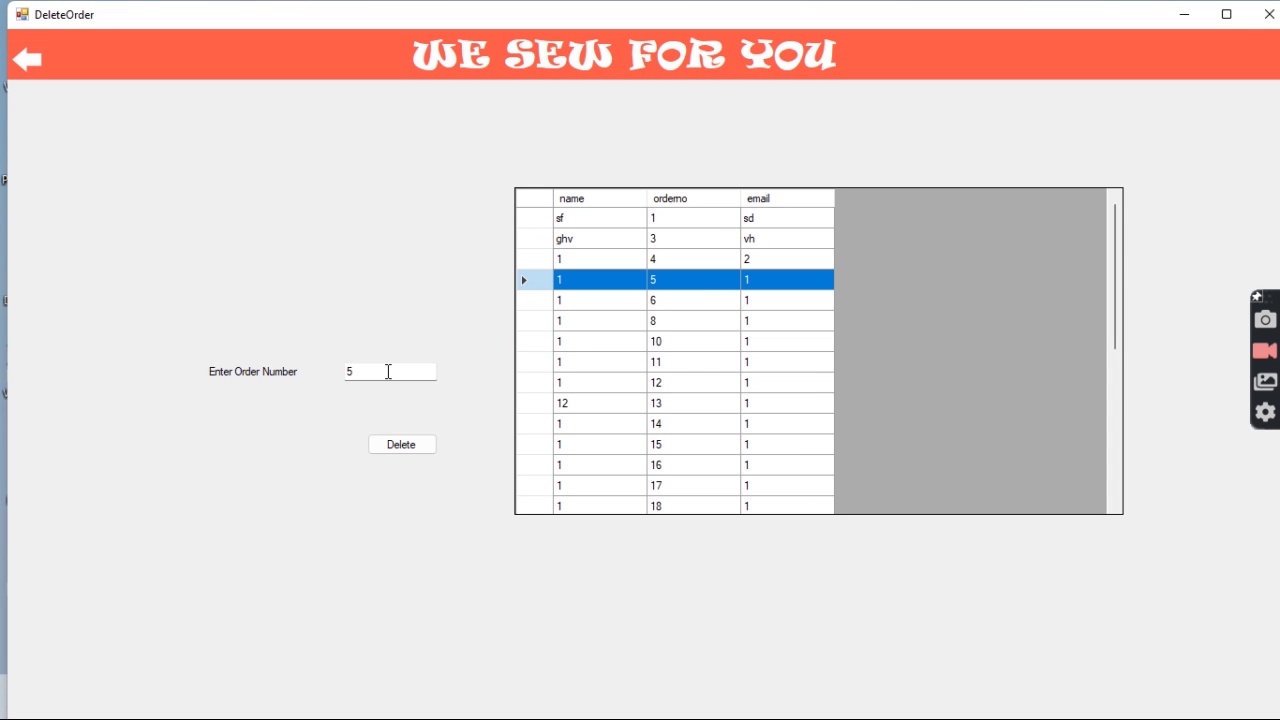 DeleteOrder
WE SEW FOR YOU
name orderno email
sf 1 sd
ghv 3 vh
1 4 2
1 5 1
1 6 1
1 8 1
1 10 1
1 11 1
1 12 1
12 13 1
1 14 1
1 15 1
1 16 1
1 17 1
1 18 1
Enter Order Number 5
Delete